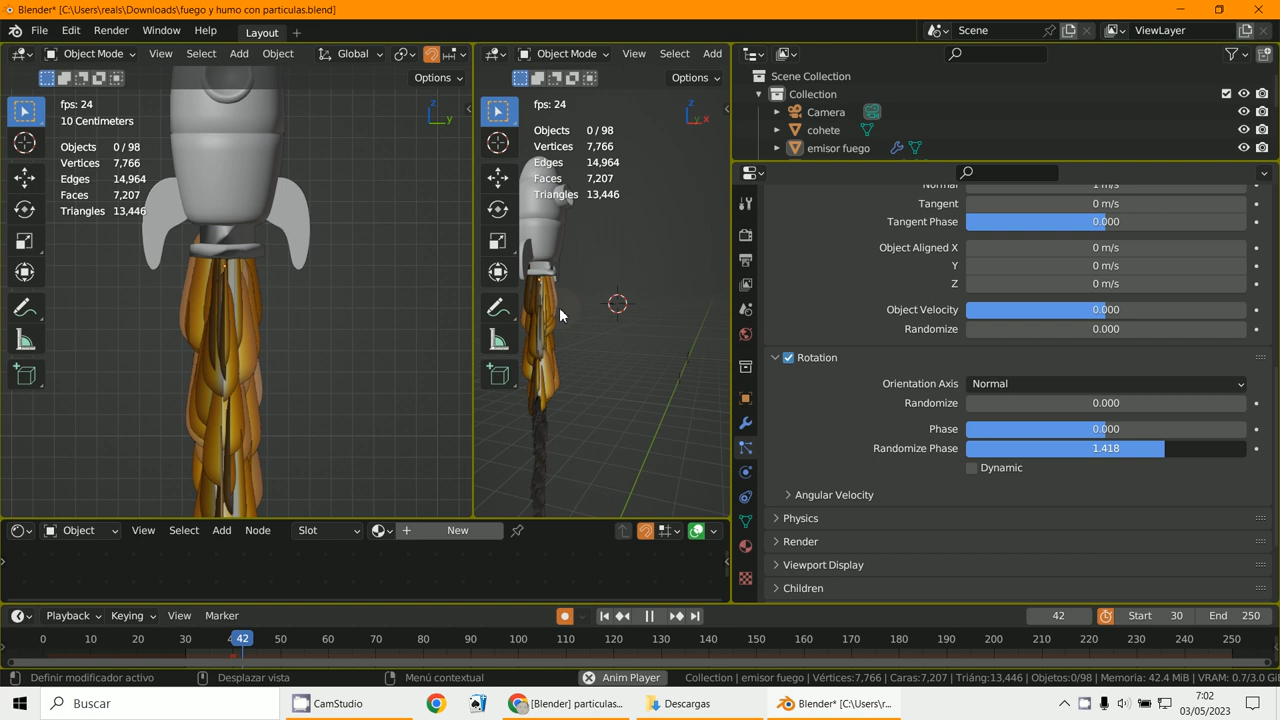 Blender* [C:\Users\reals\Downloads\fuego y humo con particulas.blend]
File Edit Render Window Help Layout + Scene ViewLayer
Object Mode View Select Add Object Global
Object Mode View Select Add
Options
Options
fps: 24
10 Centimeters
Objects
Vertices 7,766
Edges 14,964
Faces 7,207
Triangles 13,446
Objects 0 / 98
z
y
fps: 24
Objects 0 / 98
Vertices 7,766
Edges 14,964
Faces 7,207
Triangles 13,446
z
y x
Scene Collection
Collection
Camera
cohete
emisor fuego
Normal 1 m/s
Tangent 0 m/s
Tangent Phase 0.000
Object Aligned X 0 m/s
Y 0 m/s
Z 0 m/s
Object Velocity 0.000
Randomize 0.000
Rotation
Orientation Axis Normal
Randomize 0.000
Phase 0.000
Randomize Phase 1.418
Dynamic
Angular Velocity
Physics
Render
Viewport Display
Children
Object View Select Add Node Slot + New
Playback Keying View Marker 42 Start 30 End 250
0 10 20 30 42 50 60 70 80 90 100 110 120 130 140 150 160 170 180 190 200 210 220 230 240 250
Definir modificador activo Desplazar vista Menú contextual Anim Player Collection | emisor fuego | Vértices:7,766 | Caras:7,207 | Triáng:13,446 | Objetos:0/98 | Memoria: 42.4 MiB | VRAM: 0.7/3.0 Gi
Buscar CamStudio [Blender] particulas... Descargas Blender* [C:\Users\r... 7:02
03/05/2023